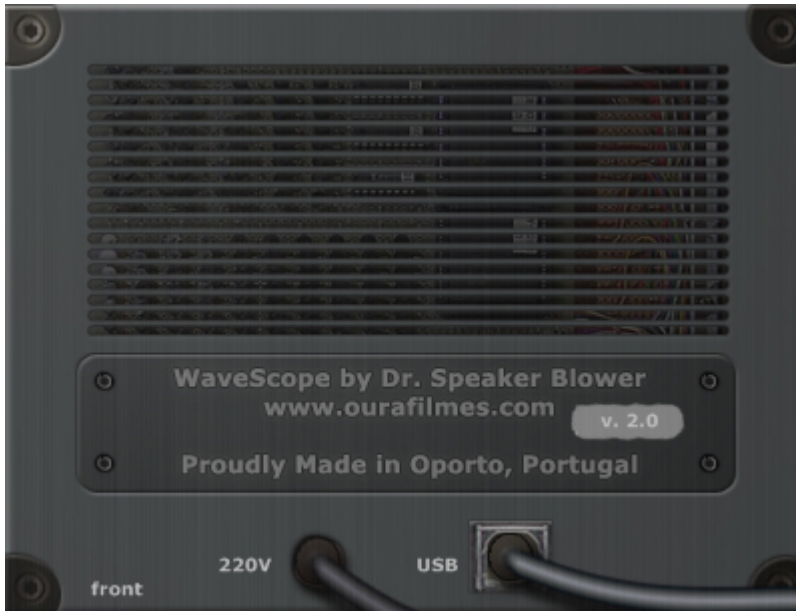 WaveScope by Dr. Speaker Blower
www.ourafilmes.com
v. 2.0
Proudly Made in Oporto, Portugal
220V
USB
front